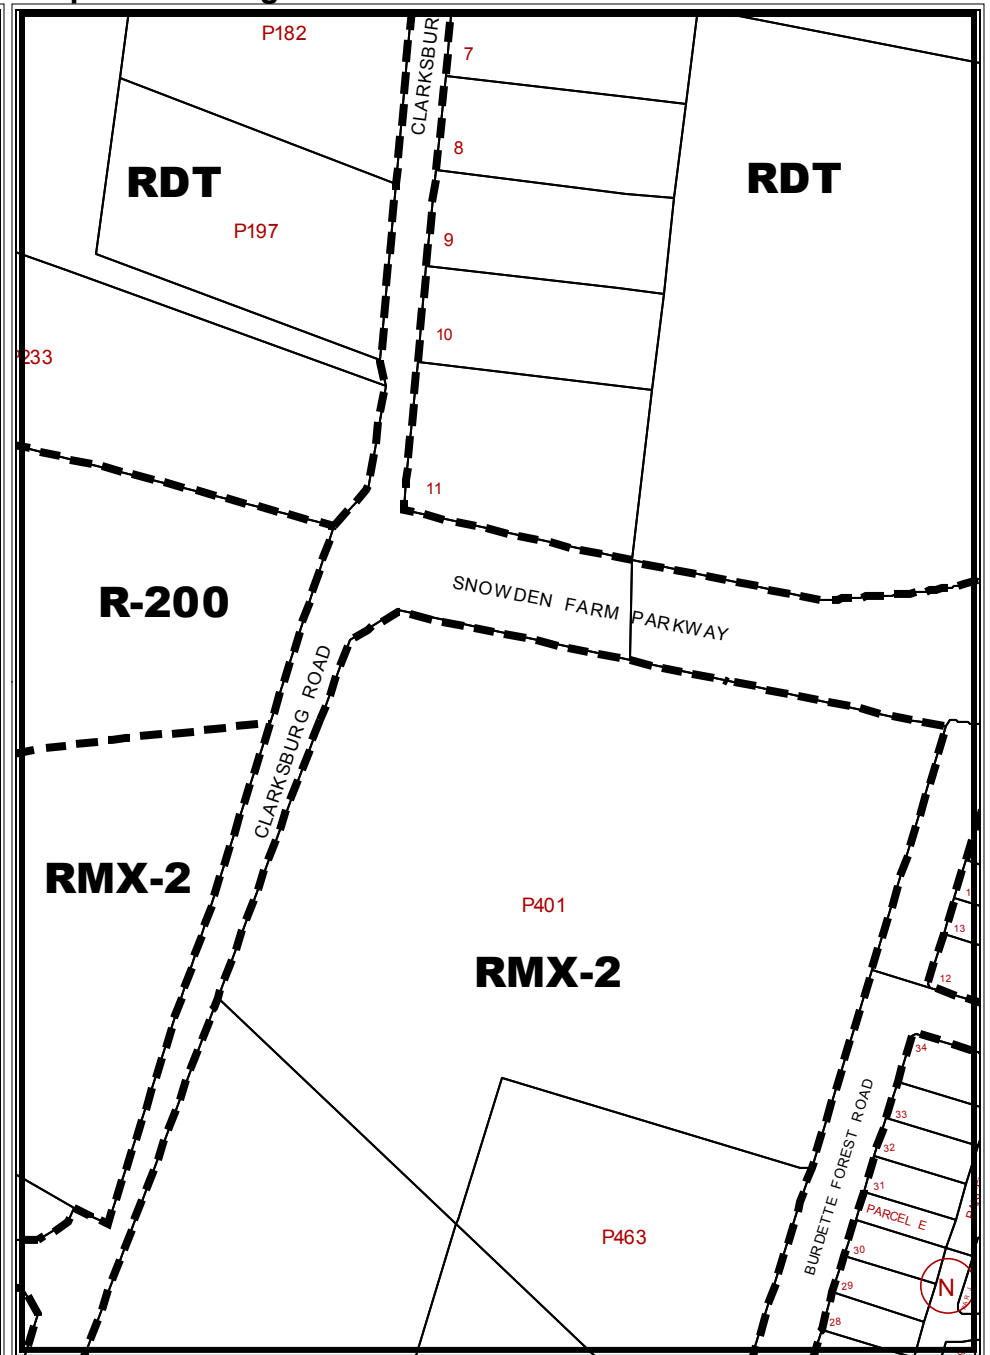 P182
CLARKSBUR
7
8
RDT
RDT
P197
9
10
233
11
SNOWDEN FARM PARKWAY
R-200
CLARKSBURG ROAD
RMX-2
P401
RMX-2
13
12
34
33
32
31
PARCEL E
BURDETTE FOREST ROAD
P463
30
N
29
28